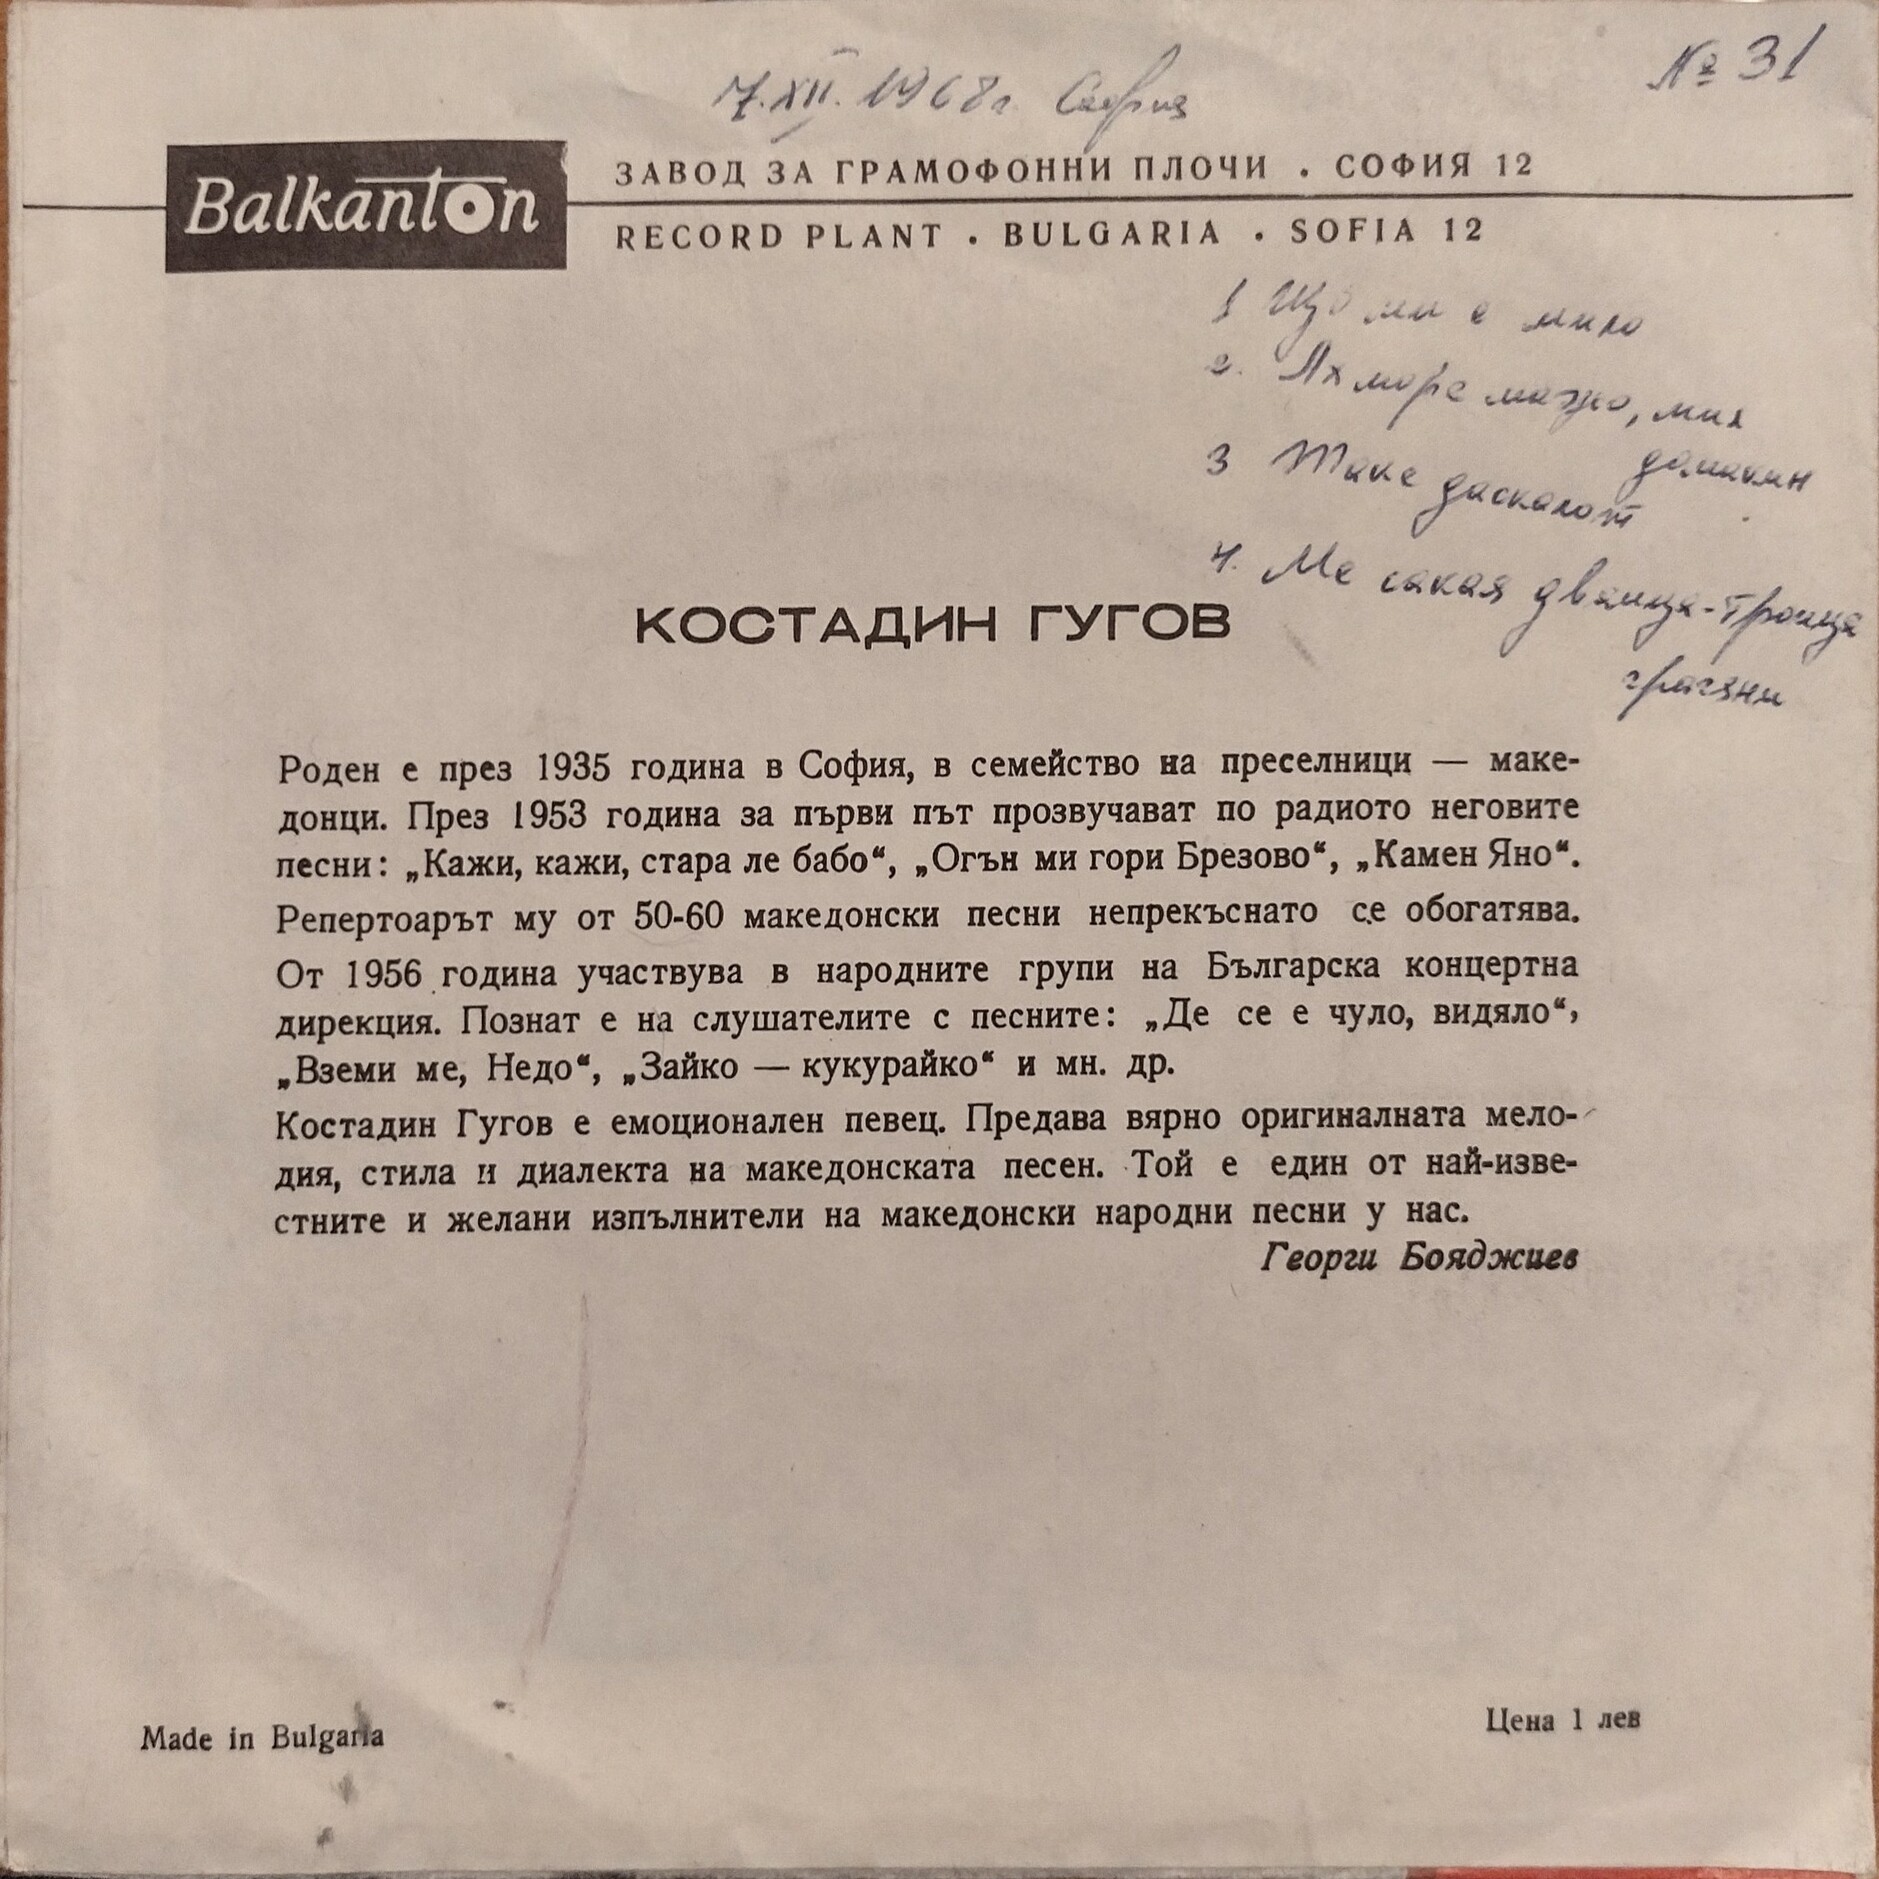 № 31
7.XII.1968г. София
Balkanton
ЗАВОД ЗА ГРАМОФОННИ ПЛОЧИ . СОФИЯ 12
RECORD PLANT . BULGARIA . SOFIA 12
1 Що ми е мило
2. Ах море мажо, мил
домакин
3 Таке даскалот
4. Ме сакая дваица-троица
граѓяни
КОСТАДИН ГУГОВ
Роден е през 1935 година в София, в семейство на преселници — маке-
донци. През 1953 година за първи път прозвучават по радиото неговите
песни: „Кажи, кажи, стара ле бабо“, „Огън ми гори Брезово“, „Камен Яно“.
Репертоарът му от 50-60 македонски песни непрекъснато се обогатява.
От 1956 година участвува в народните групи на Българска концертна
дирекция. Познат е на слушателите с песните: „Де се е чуло, видяло“,
„Вземи ме, Недо“, „Зайко — кукурайко“ и мн. др.
Костадин Гугов е емоционален певец. Предава вярно оригиналната мело-
дия, стила и диалекта на македонската песен. Той е един от най-изве-
стните и желани изпълнители на македонски народни песни у нас.
Георги Бояджиев
Made in Bulgaria
Цена 1 лев